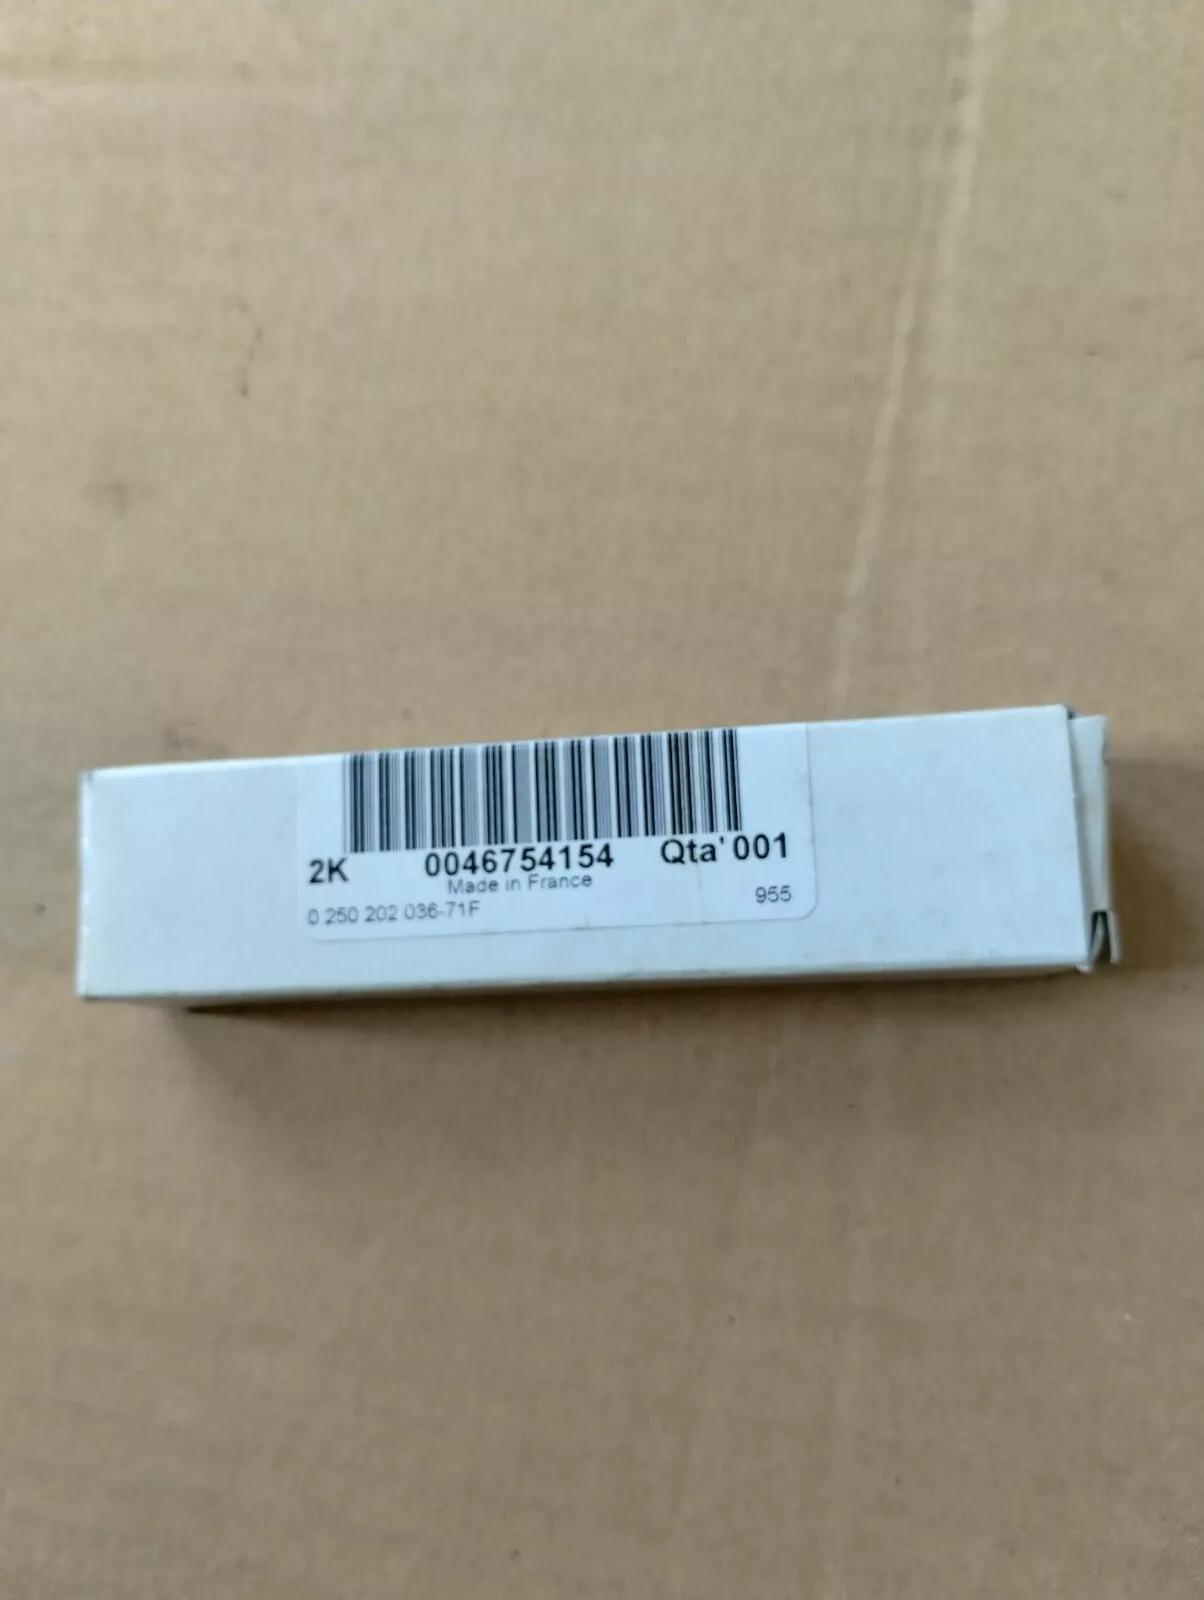 2K 0046754154 Qta' 001
Made in France
0 250 202 036-71F 955